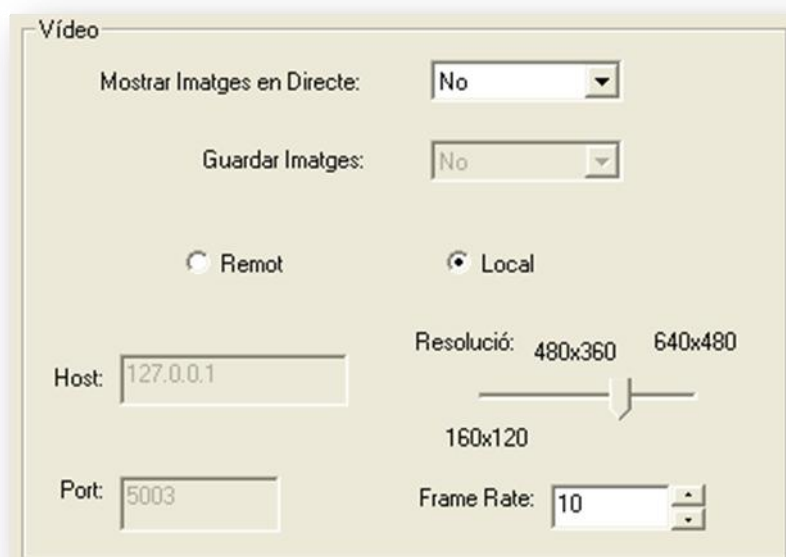 Vídeo
Mostrar Imatges en Directe: No
Guardar Imatges: No
Remot Local
Resolució: 480x360 640x480
Host: 127.0.0.1
160x120
Port: 5003 Frame Rate: 10